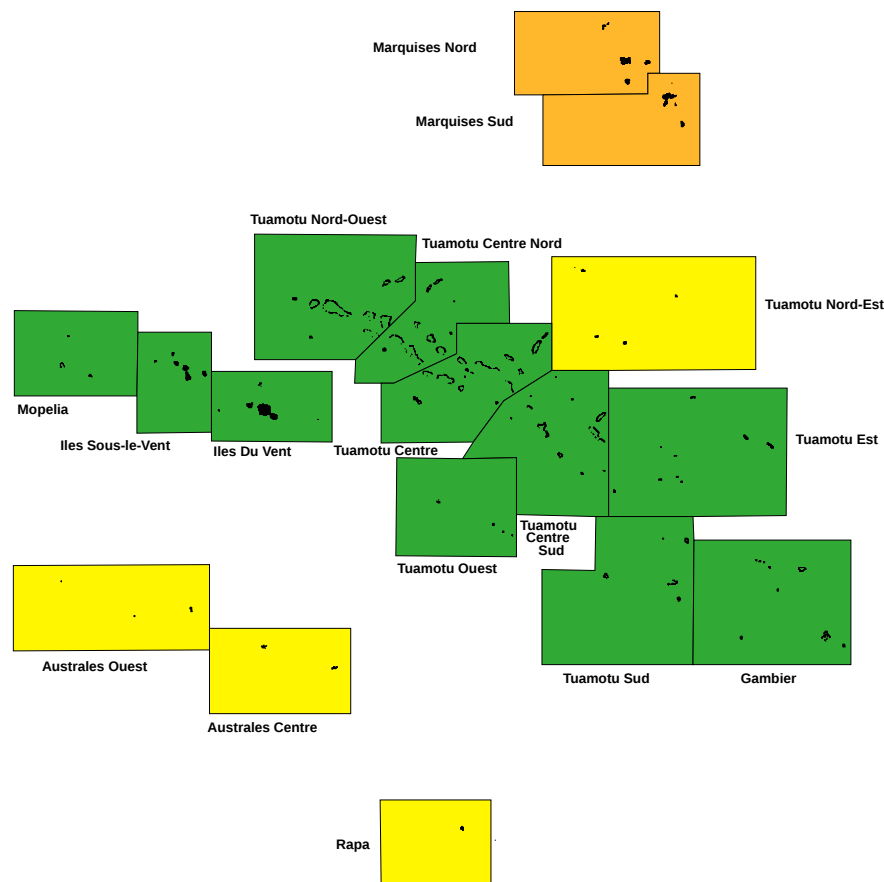 Marquises Nord
Marquises Sud
Tuamotu Nord-Ouest
Tuamotu Centre Nord
Tuamotu Nord-Est
Mopelia
Iles Sous-le-Vent
Iles Du Vent
Tuamotu Centre
Tuamotu Est
Tuamotu
Centre
Sud
Tuamotu Ouest
Australes Ouest
Tuamotu Sud
Gambier
Australes Centre
Rapa